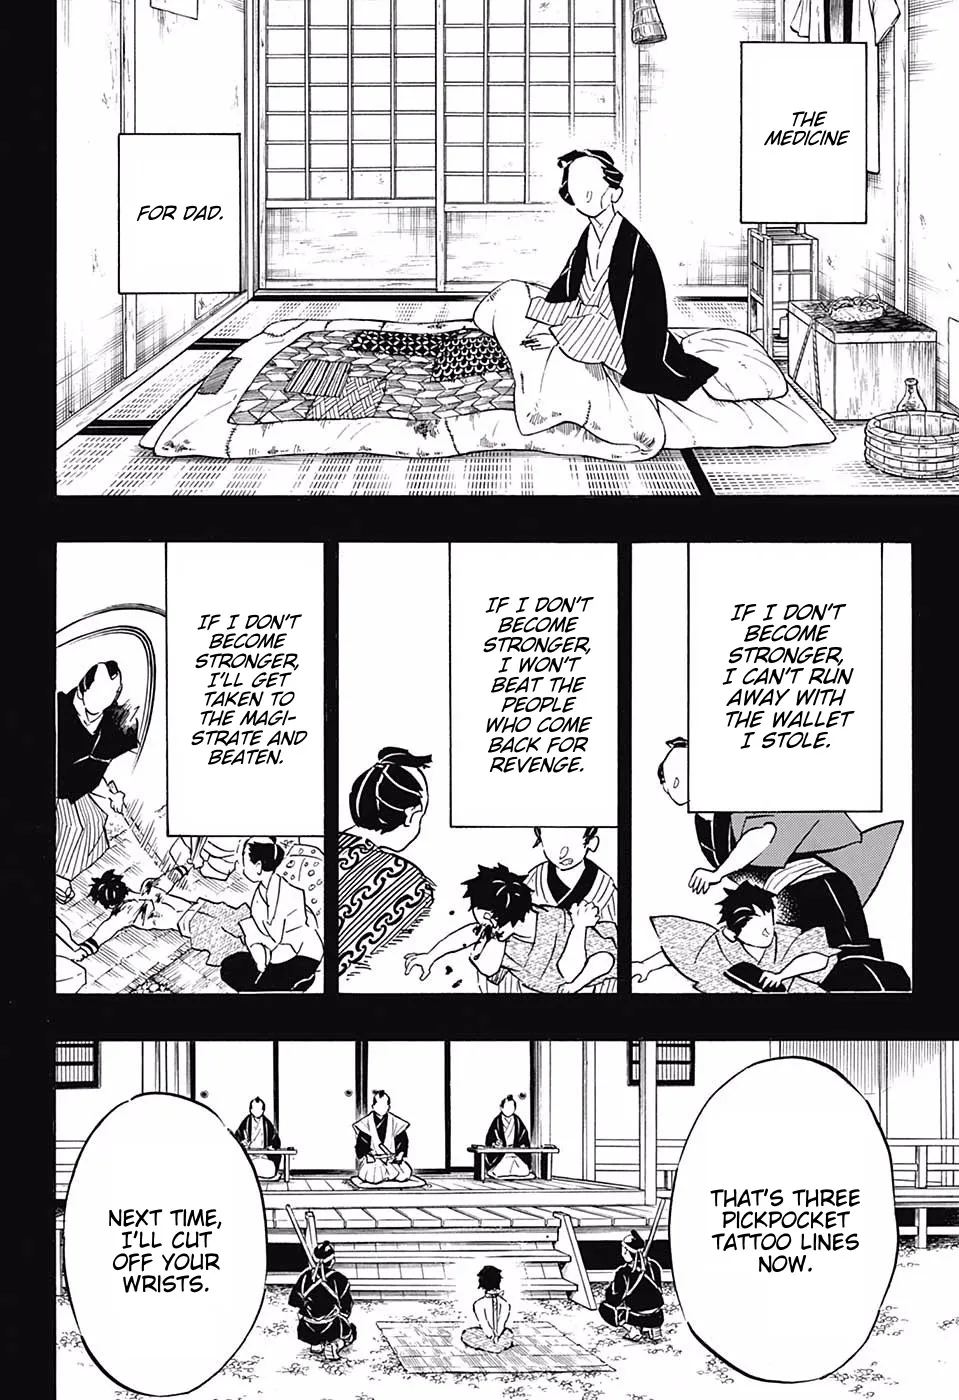 THE
MEDICINE
FOR DAD.
IF I DON'T
BECOME
STRONGER,
I CAN'T RUN
AWAY WITH
THE WALLET
I STOLE.
IF I DON'T
BECOME
STRONGER,
I WON'T
BEAT THE
PEOPLE
WHO COME
BACK FOR
REVENGE.
IF I DON'T
BECOME
STRONGER,
I'LL GET
TAKEN TO
THE MAGI-
STRATE AND
BEATEN.
THAT'S THREE
PICKPOCKET
TATTOO LINES
NOW.
NEXT TIME,
I'LL CUT
OFF YOUR
WRISTS.